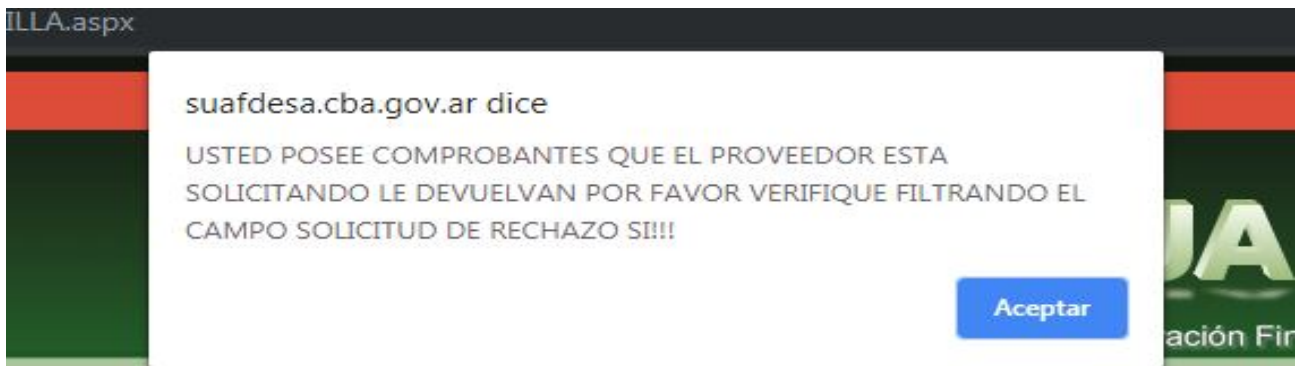 ILLA.aspx
suafdesa.cba.gov.ar dice
USTED POSEE COMPROBANTES QUE EL PROVEEDOR ESTA
SOLICITANDO LE DEVUELVAN POR FAVOR VERIFIQUE FILTRANDO EL
CAMPO SOLICITUD DE RECHAZO SI!!!
UA
Aceptar
ación Fin